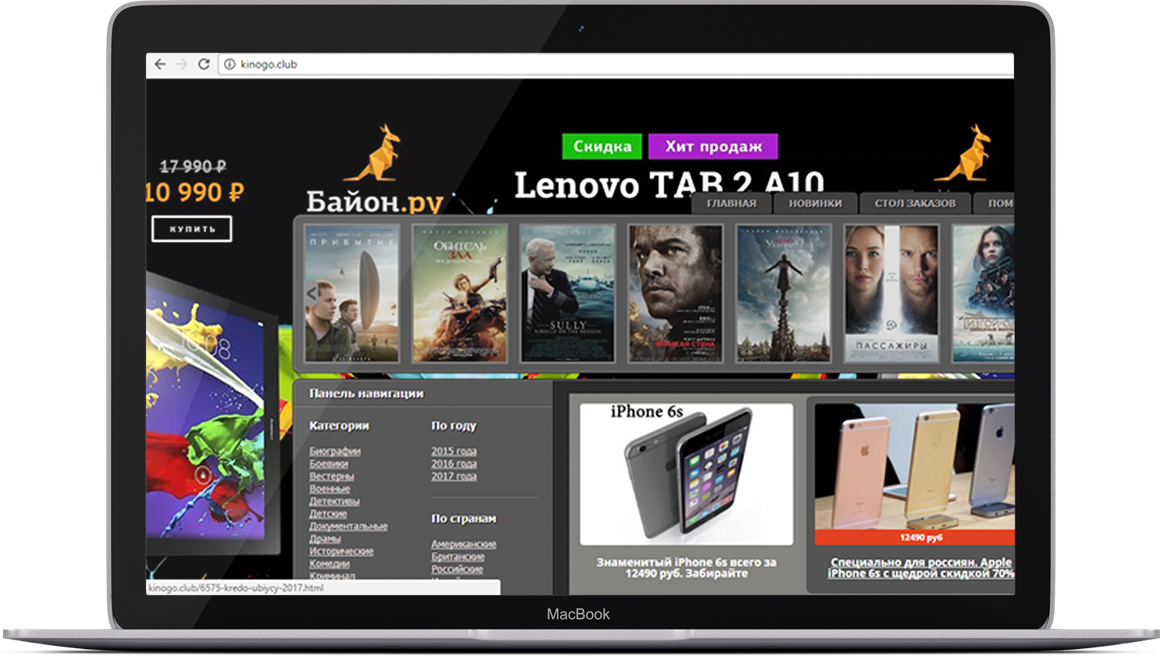 kinogo.club
17 990 ₽
10 990 ₽
КУПИТЬ
Байон.ру
Скидка
Хит продаж
Lenovo TAB 2 A10
ГЛАВНАЯ
НОВИНКИ
СТОЛ ЗАКАЗОВ
ПОМ
ПРИБЫТИЕ
ОБИТЕЛЬ
ЗЛА
SULLY
ВЕЛИКАЯ СТЕНА
ПАССАЖИРЫ
Панель навигации
Категории
Биографии
Боевики
Вестерны
Военные
Детективы
Детские
Документальные
Драмы
Исторические
Комедии
Криминал
По году
2015 года
2016 года
2017 года
По странам
Американские
Британские
Российские
iPhone 6s
Знаменитый iPhone 6s всего за
12490 руб. Забирайте
12490 руб
Специально для россиян. Apple
iPhone 6s с щедрой скидкой 70%
kinogo.club/6575-kredo-ubiycy-2017.html
MacBook